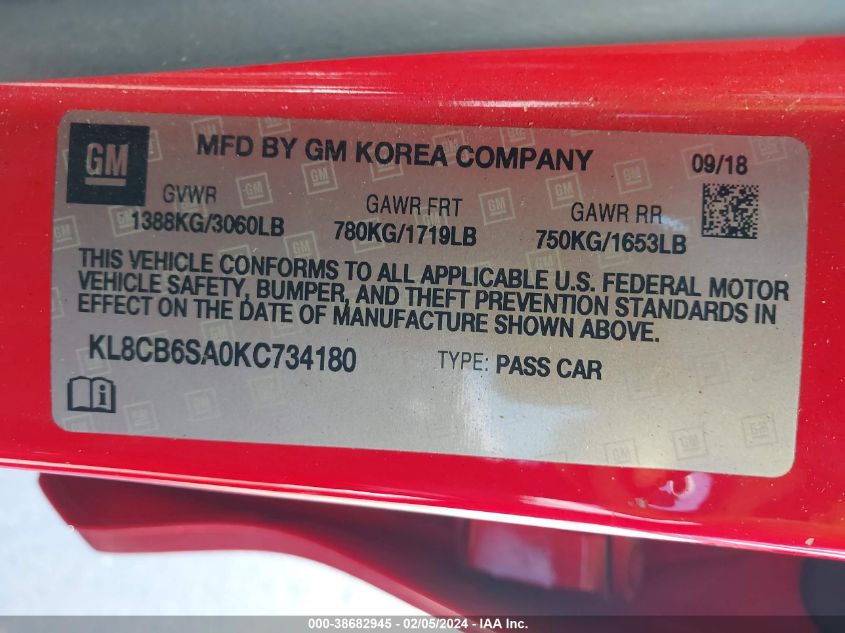 GM
MFD BY GM KOREA COMPANY
09/18
GVWR
1388KG/3060LB
GAWR FRT
780KG/1719LB
GAWR RR
750KG/1653LB
THIS VEHICLE CONFORMS TO ALL APPLICABLE U.S. FEDERAL MOTOR
VEHICLE SAFETY, BUMPER, AND THEFT PREVENTION STANDARDS IN
EFFECT ON THE DATE OF MANUFACTURE SHOWN ABOVE.
KL8CB6SA0KC734180
TYPE: PASS CAR
000-38682945 - 02/05/2024 - IAA Inc.